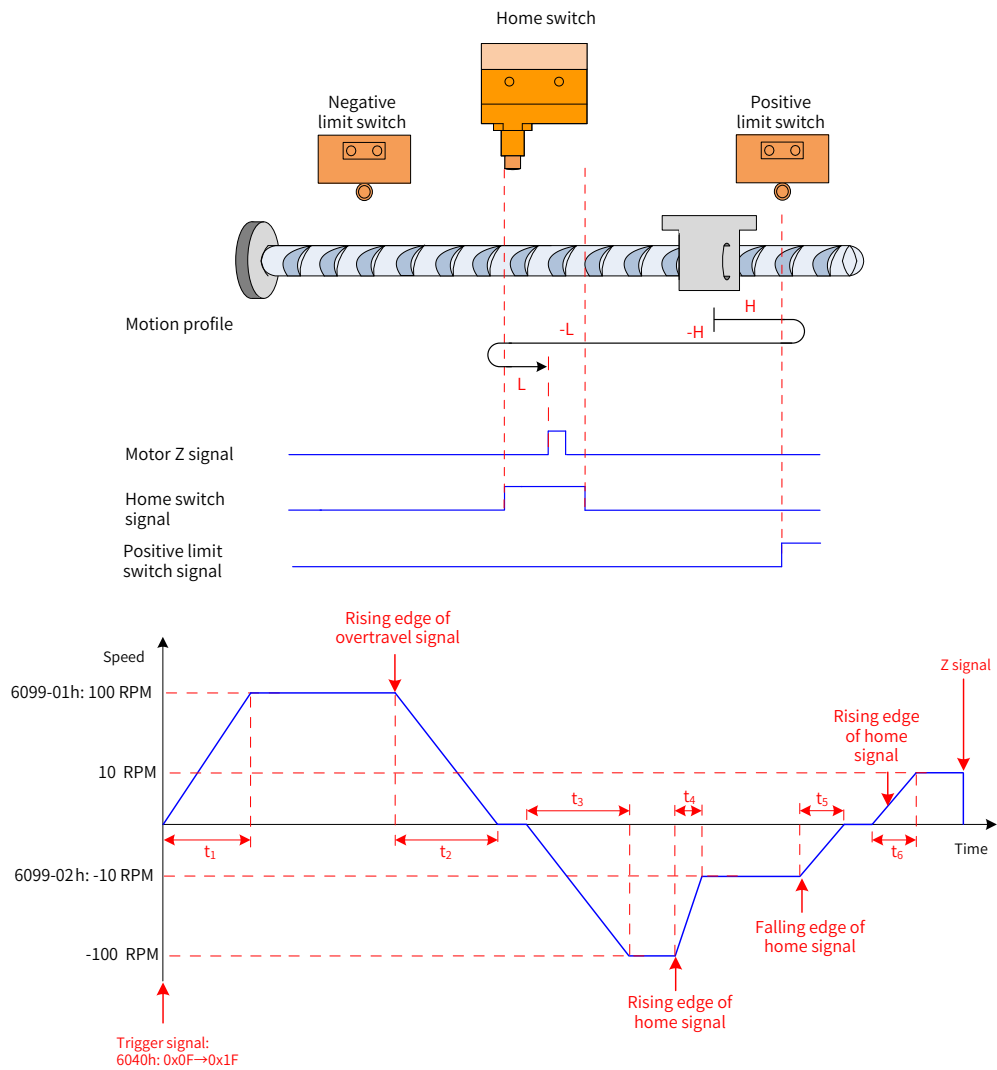 Home switch
Negative
limit switch
Positive
limit switch
Motion profile
H
-L
-H
L
Motor Z signal
Home switch
signal
Positive limit
switch signal
Rising edge of
overtravel signal
Speed
Z signal
6099-01h: 100 RPM
Rising edge
of home
signal
10 RPM
t3
t4
t5
t1
t2
t6
Time
6099-02h: -10 RPM
Falling edge of
home signal
-100 RPM
Rising edge of
home signal
Trigger signal:
6040h: 0x0F→0x1F